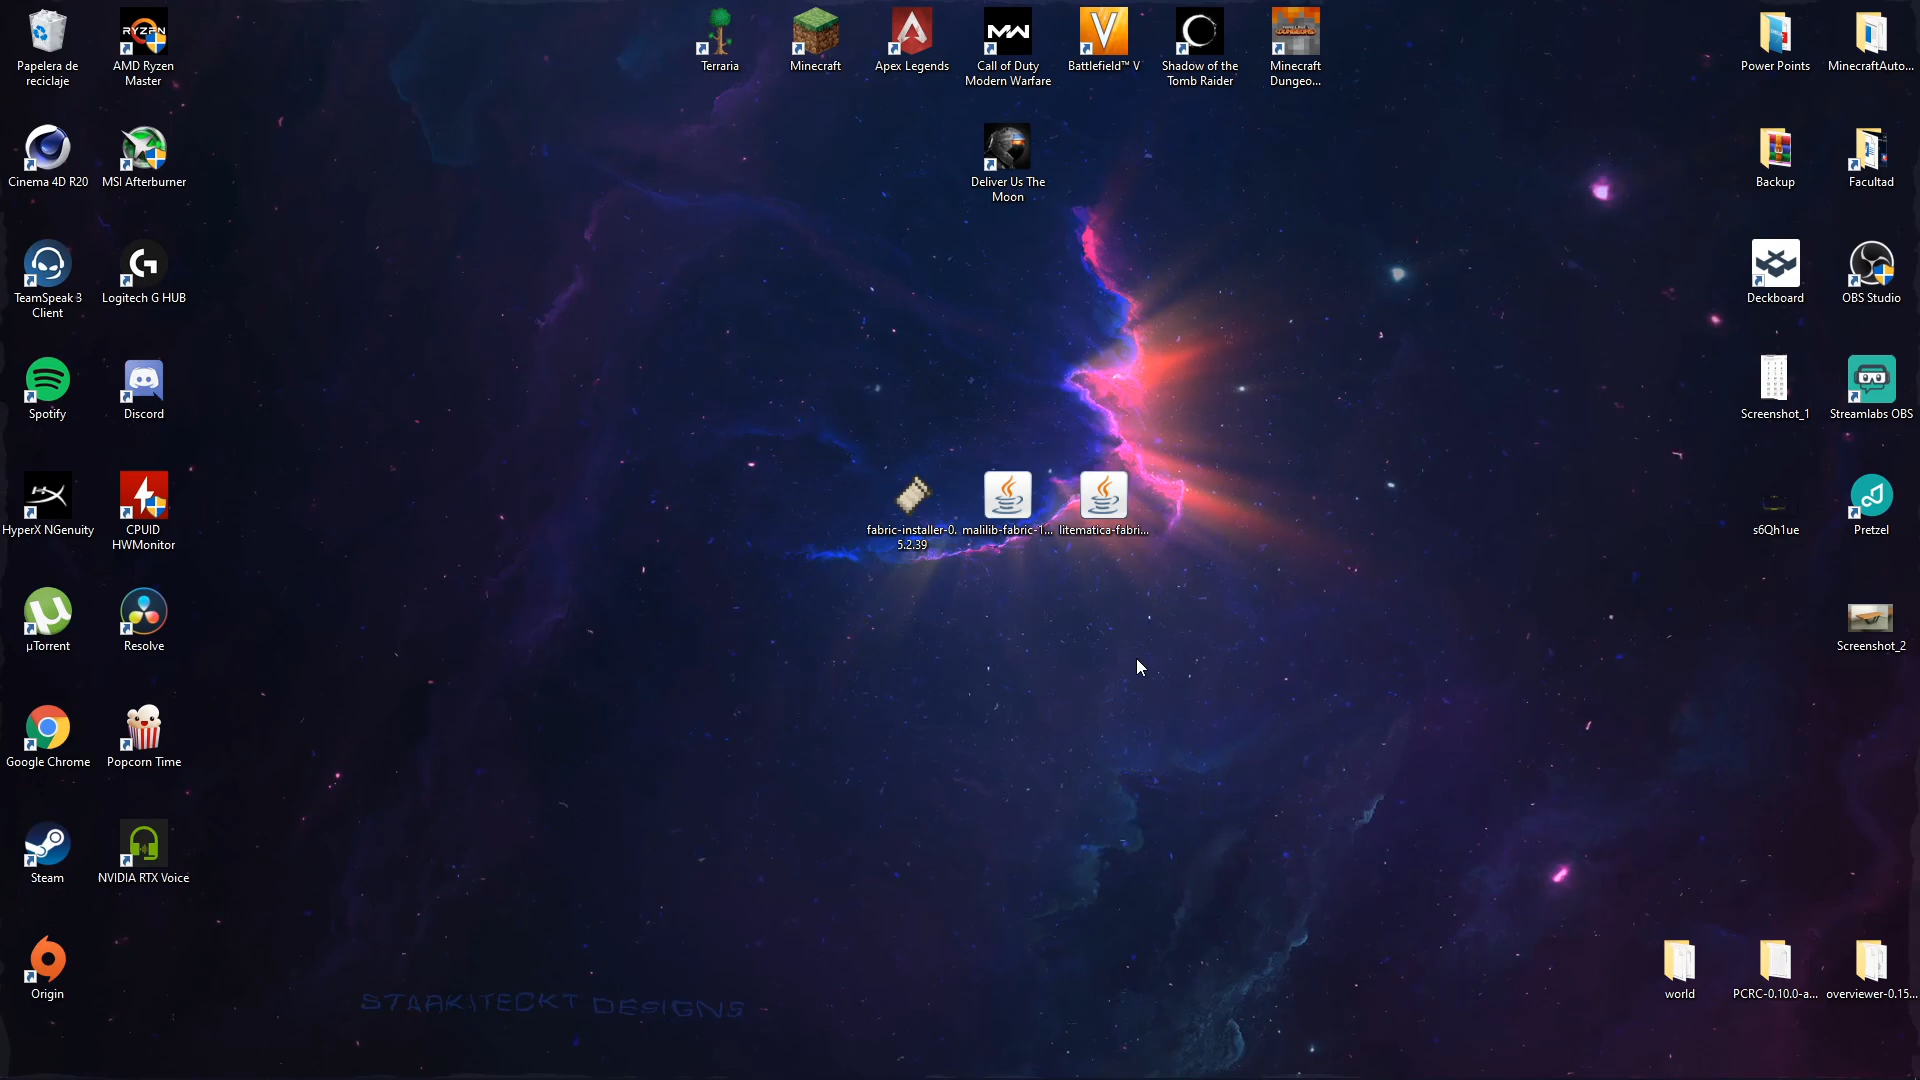 Papelera de
reciclaje
RYZEN
AMD Ryzen
Master
Terraria
Minecraft
Apex Legends
MW
Call of Duty
Modern Warfare
V
Battlefield™ V
Shadow of the
Tomb Raider
Minecraft
Dungeo...
Power Points
MinecraftAuto...
Cinema 4D R20
MSI Afterburner
Deliver Us The
Moon
Backup
Facultad
TeamSpeak 3
Client
Logitech G HUB
Deckboard
OBS Studio
Spotify
Discord
Screenshot_1
Streamlabs OBS
HyperX NGenuity
CPUID
HWMonitor
fabric-installer-0.
5.2.39
malilib-fabric-1...
litematica-fabri...
s6Qh1ue
Pretzel
µTorrent
Resolve
Screenshot_2
Google Chrome
Popcorn Time
Steam
NVIDIA RTX Voice
Origin
world
PCRC-0.10.0-a...
overviewer-0.15...
STARKITECKT DESIGNS